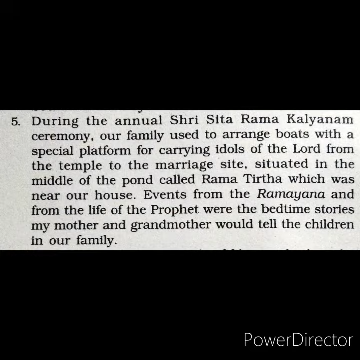 5. During the annual Shri Sita Rama Kalyanam
ceremony, our family used to arrange boats with a
special platform for carrying idols of the Lord from
the temple to the marriage site, situated in the
middle of the pond called Rama Tirtha which was
near our house. Events from the Ramayana and
from the life of the Prophet were the bedtime stories
my mother and grandmother would tell the children
in our family.
PowerDirector